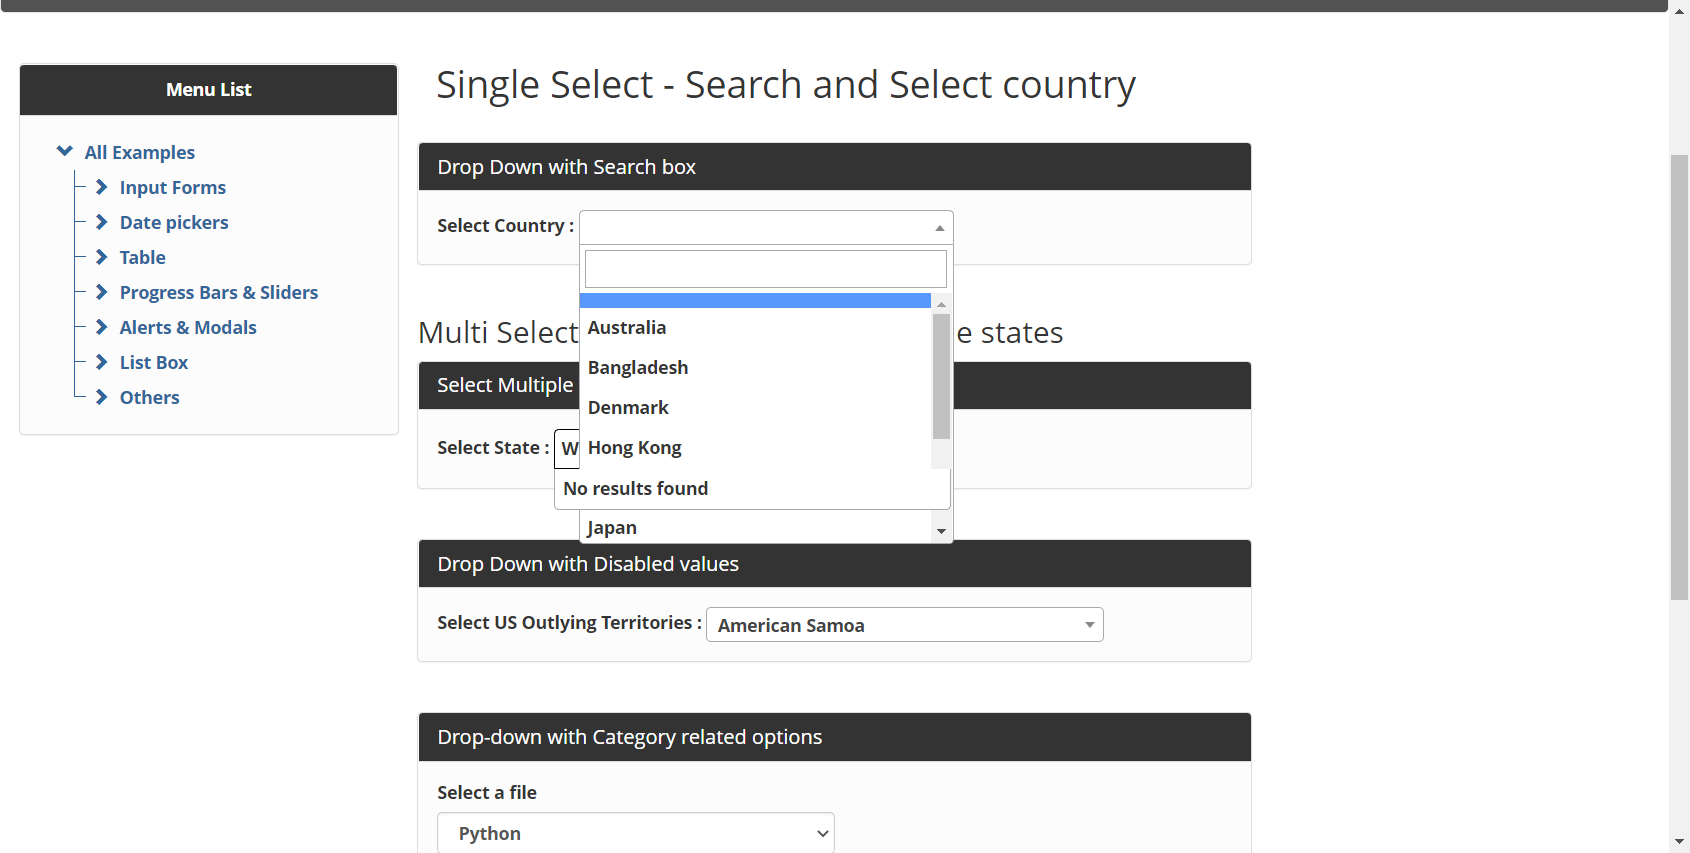 Menu List
All Examples
Input Forms
Date pickers
Table
Progress Bars & Sliders
Alerts & Modals
List Box
Others
Single Select - Search and Select country
Drop Down with Search box
Select Country :
Australia
Bangladesh
Denmark
Hong Kong
Multi Select e states
Select Multiple
Select State : W
No results found
Japan
Drop Down with Disabled values
Select US Outlying Territories : American Samoa
Drop-down with Category related options
Select a file
Python